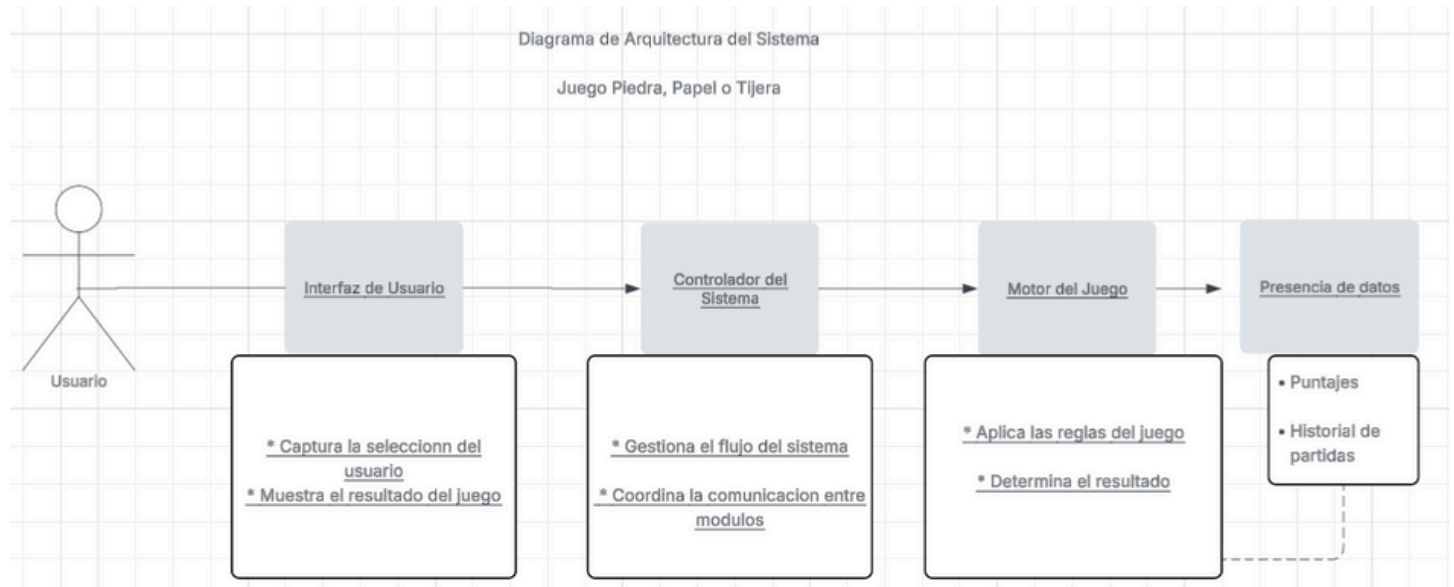 Diagrama de Arquitectura del Sistema
Juego Piedra, Papel o Tijera
Usuario
Interfaz de Usuario
* Captura la seleccionn del
usuario
* Muestra el resultado del juego
Controlador del
Sistema
* Gestiona el flujo del sistema
* Coordina la comunicacion entre
modulos
Motor del Juego
* Aplica las reglas del juego
* Determina el resultado
Presencia de datos
• Puntajes
• Historial de
partidas